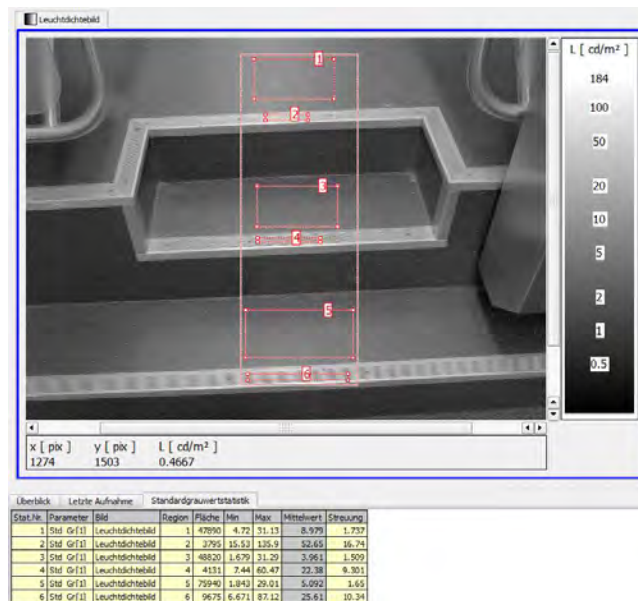 Leuchtdichtebild
L [ cd/m² ]
184
100
50
20
10
5
2
1
0.5
1
2
3
4
5
6
x [ pix ] y [ pix ] L [ cd/m² ]
1274 1503 0.4667
Überblick Letzte Aufnahme Standardgrauwertstatistik
Stat.Nr. Parameter Bild Region Fläche Min Max Mittelwert Streuung
1 Std Gr[1] Leuchtdichtebild 1 47890 4.72 31.13 8.979 1.737
2 Std Gr[1] Leuchtdichtebild 2 3795 15.53 135.9 52.65 16.74
3 Std Gr[1] Leuchtdichtebild 3 48820 1.679 31.29 3.961 1.509
4 Std Gr[1] Leuchtdichtebild 4 4131 7.44 60.47 22.38 9.301
5 Std Gr[1] Leuchtdichtebild 5 75940 1.843 29.01 5.092 1.65
6 Std Gr[1] Leuchtdichtebild 6 9675 6.671 87.12 25.61 10.34